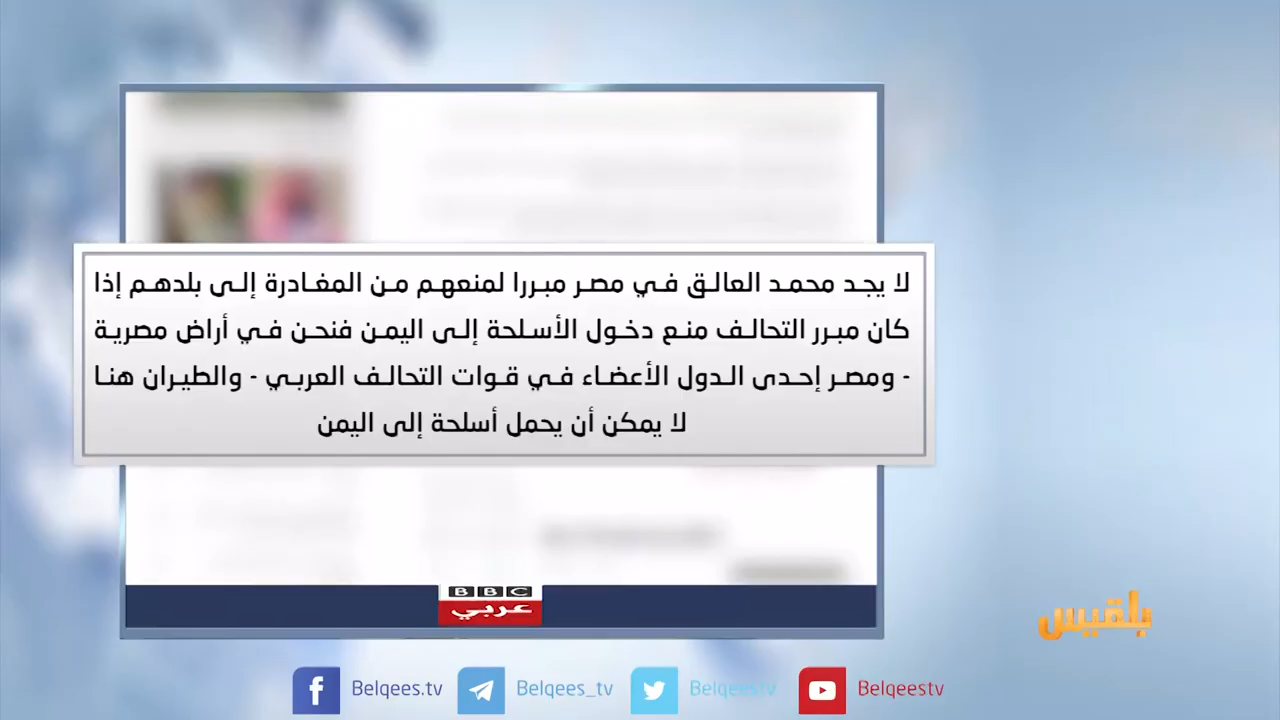 لا يجد محمد العالق في مصر مبررا لمنعهم من المغادرة إلى بلدهم إذا
كان مبرر التحالف منع دخول الأسلحة إلى اليمن فنحن في أراض مصرية
- ومصر إحدى الدول الأعضاء في قوات التحالف العربي - والطيران هنا
لا يمكن أن يحمل أسلحة إلى اليمن
BBC
عربي
بلقيس
Belqees.tv Belqees_tv Belqeestv Belqeestv